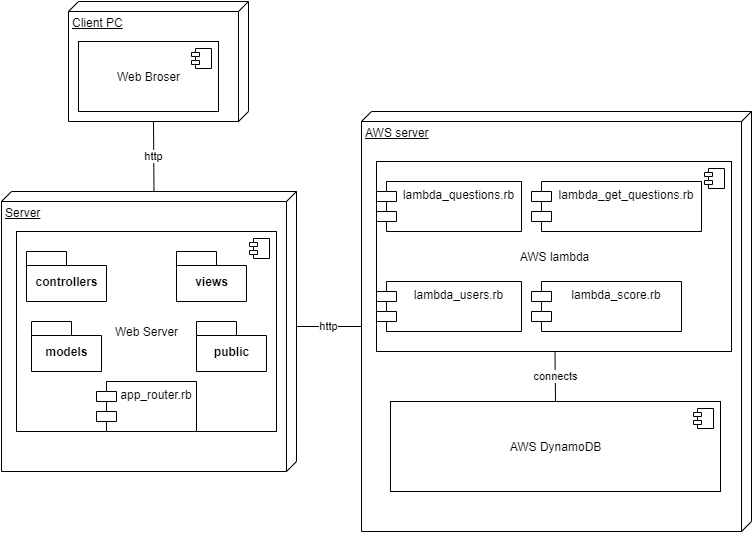 Client PC
Web Broser
http
AWS server
lambda_questions.rb
lambda_get_questions.rb
AWS lambda
lambda_users.rb
lambda_score.rb
Server
controllers
views
Web Server
models
public
app_router.rb
http
connects
AWS DynamoDB